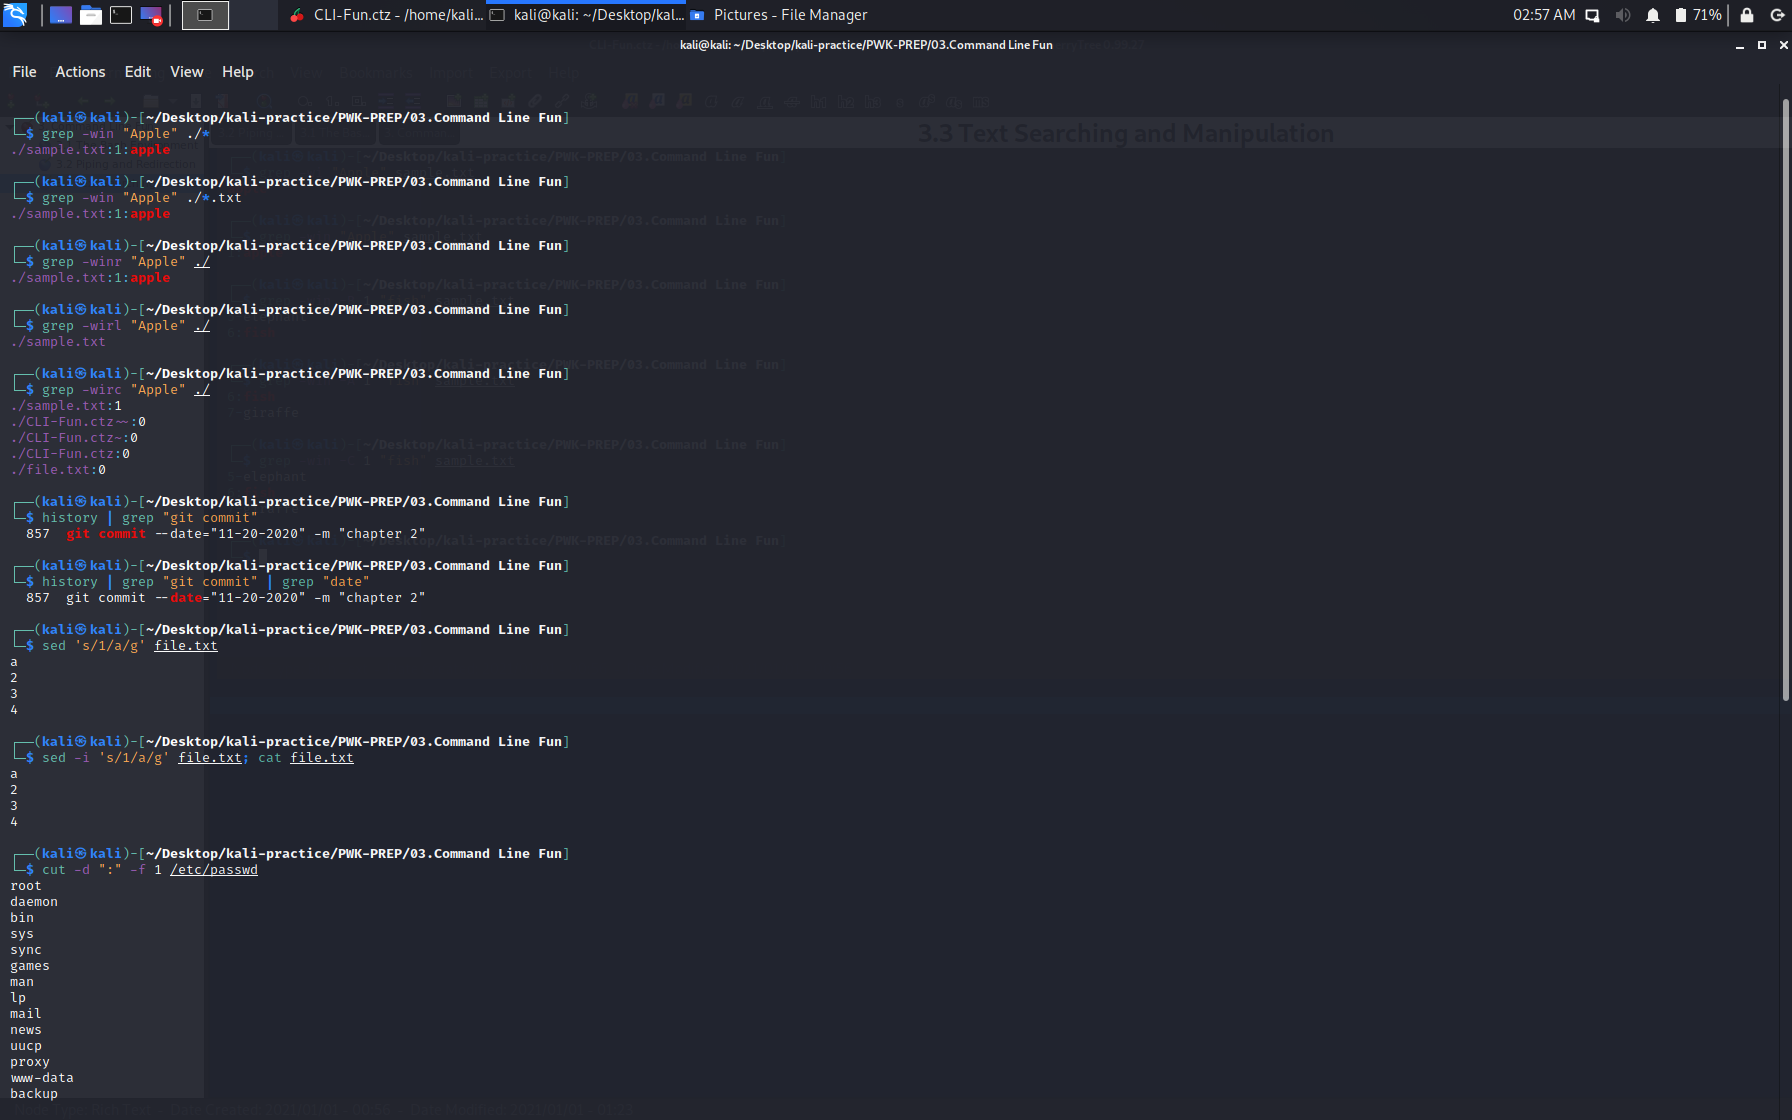 CLI-Fun.ctz - /home/kali... kali@kali: ~/Desktop/kal... Pictures - File Manager 02:57 AM 71%
kali@kali: ~/Desktop/kali-practice/PWK-PREP/03.Command Line Fun
File Actions Edit View Help
┌──(kali㉿kali)-[~/Desktop/kali-practice/PWK-PREP/03.Command Line Fun]
└─$ grep -win "Apple" ./*
3.3 Text Searching and Manipulation
./sample.txt:1:apple
┌──(kali㉿kali)-[~/Desktop/kali-practice/PWK-PREP/03.Command Line Fun]
└─$ grep -win "Apple" ./*.txt
./sample.txt:1:apple
┌──(kali㉿kali)-[~/Desktop/kali-practice/PWK-PREP/03.Command Line Fun]
└─$ grep -winr "Apple" ./
./sample.txt:1:apple
┌──(kali㉿kali)-[~/Desktop/kali-practice/PWK-PREP/03.Command Line Fun]
└─$ grep -wirl "Apple" ./
./sample.txt
┌──(kali㉿kali)-[~/Desktop/kali-practice/PWK-PREP/03.Command Line Fun]
└─$ grep -wirc "Apple" ./
./sample.txt:1
./CLI-Fun.ctz~~:0
./CLI-Fun.ctz~:0
./CLI-Fun.ctz:0
./file.txt:0
┌──(kali㉿kali)-[~/Desktop/kali-practice/PWK-PREP/03.Command Line Fun]
└─$ history | grep "git commit"
857 git commit --date="11-20-2020" -m "chapter 2"
┌──(kali㉿kali)-[~/Desktop/kali-practice/PWK-PREP/03.Command Line Fun]
└─$ history | grep "git commit" | grep "date"
857 git commit --date="11-20-2020" -m "chapter 2"
┌──(kali㉿kali)-[~/Desktop/kali-practice/PWK-PREP/03.Command Line Fun]
└─$ sed 's/1/a/g' file.txt
a
2
3
4
┌──(kali㉿kali)-[~/Desktop/kali-practice/PWK-PREP/03.Command Line Fun]
└─$ sed -i 's/1/a/g' file.txt; cat file.txt
a
2
3
4
┌──(kali㉿kali)-[~/Desktop/kali-practice/PWK-PREP/03.Command Line Fun]
└─$ cut -d ":" -f 1 /etc/passwd
root
daemon
bin
sys
sync
games
man
lp
mail
news
uucp
proxy
www-data
backup